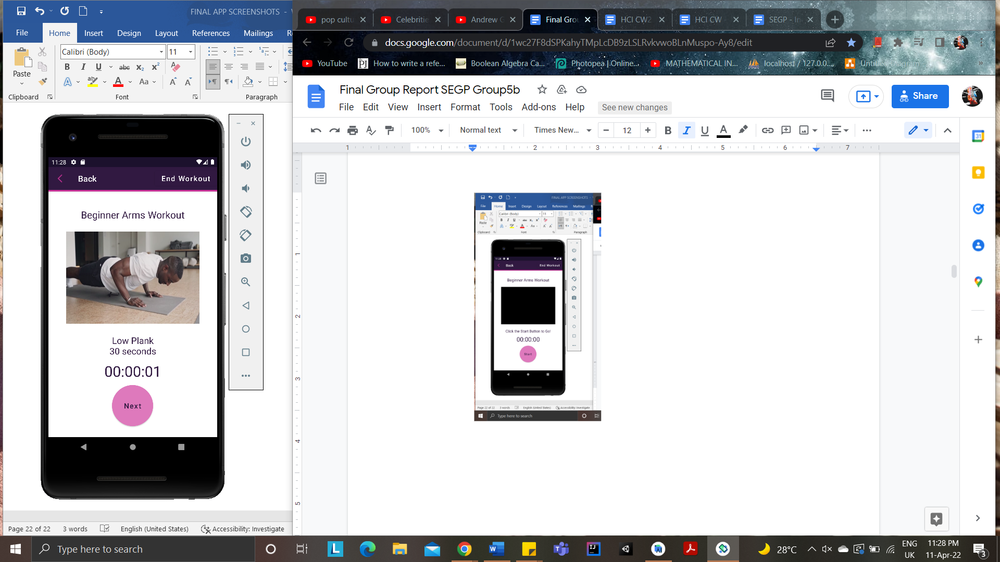 FINAL APP SCREENSHOTS -
File Home Insert Design Layout References Mailings
Calibri (Body) 11
Paste
B I U abc X₂ X²
A ab A Aa A A
Clipboard Font Paragraph
11:28
Back End Workout
Beginner Arms Workout
Low Plank
30 seconds
00:00:01
Next
Page 22 of 22 3 words English (United States) Accessibility: Investigate
pop cultu Celebritie Andrew G Final Grou HCI CW2 HCI CW - SEGP - In
docs.google.com/document/d/1wc27F8dSPKahyTMpLcDB9zLSLRvkvwoBLnMuspo-Ay8/edit
YouTube How to write a refe... Boolean Algebra Ca... Photopea | Online... MATHEMATICAL IN... localhost / 127.0.0.... Untitled Diagram
Final Group Report SEGP Group5b
Share
File Edit View Insert Format Tools Add-ons Help See new changes
100% Normal text Times New... 12 B I U A
1 2 3 4 5 6 7
1
2
3
4
5
FINAL APP SCREENSHOTS -
File Home Insert Design Layout References Mailings
Calibri (Body) 11
Paste
Clipboard Font Paragraph
11:28
Back End Workout
Beginner Arms Workout
Click the Start Button to Go!
00:00:00
Start
Page 22 of 22 3 words English (United States) Accessibility: Investigate
Type here to search
Type here to search
28°C ENG 11:28 PM
UK 11-Apr-22 3